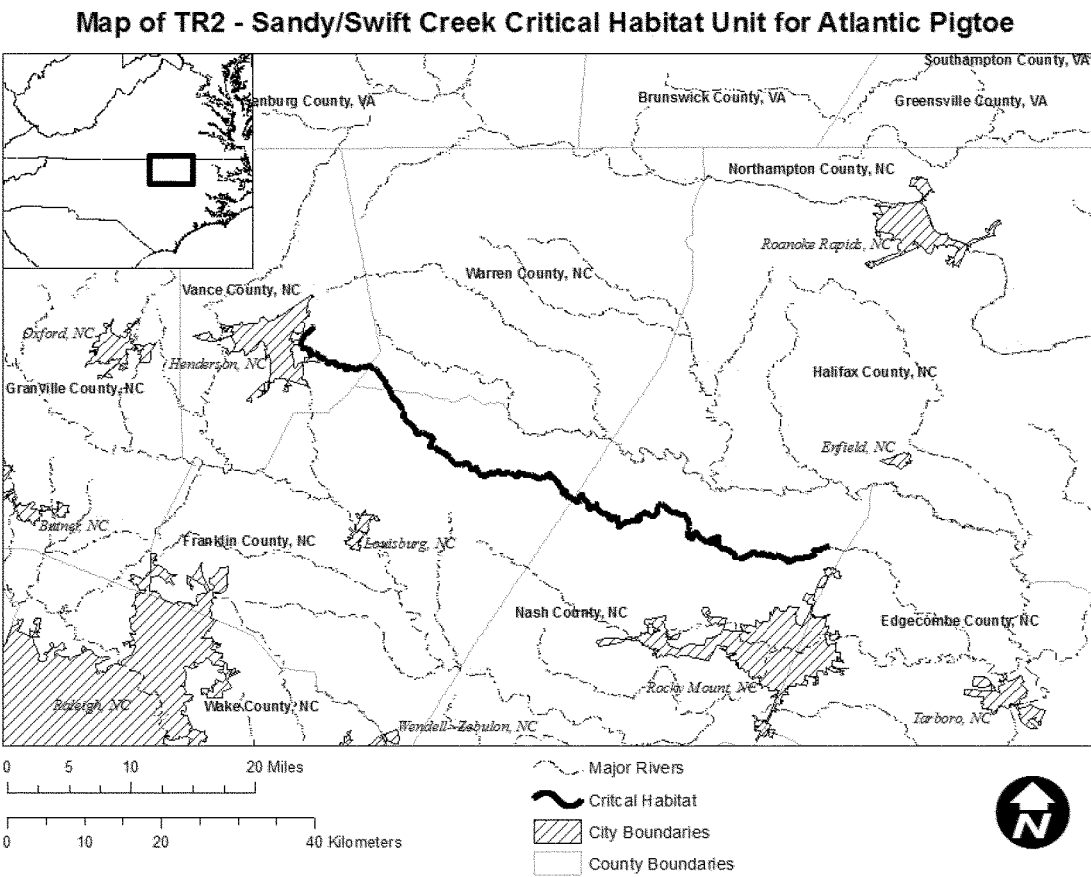 Map of TR2 - Sandy/Swift Creek Critical Habitat Unit for Atlantic Pigtoe
Southampton County, VA
enburg County, VA
Brunswick County, VA
Greensville County, VA
Northampton County, NC
Roanoke Rapids, NC
Warren County, NC
Vance County, NC
Oxford, NC
Henderson, NC
Halifax County, NC
Granville County, NC
Enfield, NC
Butner, NC
Franklin County, NC
Louisburg, NC
Nash County, NC
Edgecombe County, NC
Rocky Mount, NC
Raleigh, NC
Wake County, NC
Tarboro, NC
Wendell--Zebulon, NC
0 5 10 20 Miles
0 10 20 40 Kilometers
Major Rivers
Critcal Habitat
City Boundaries
County Boundaries
N